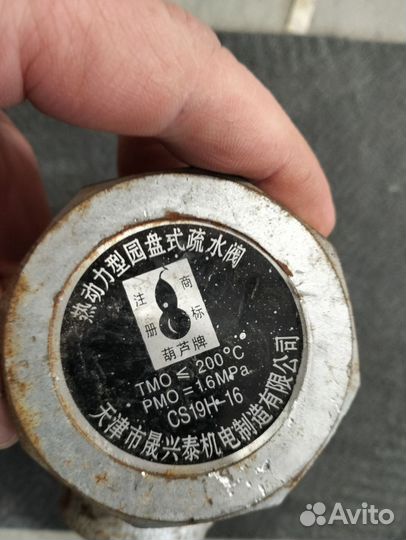 热动力型园盘式疏水阀
注 商
册 标
葫芦牌
TMO ≤ 200℃
PMO = 1.6MPa
CS19H-16
天津市晟兴泰机电制造有限公司
Avito